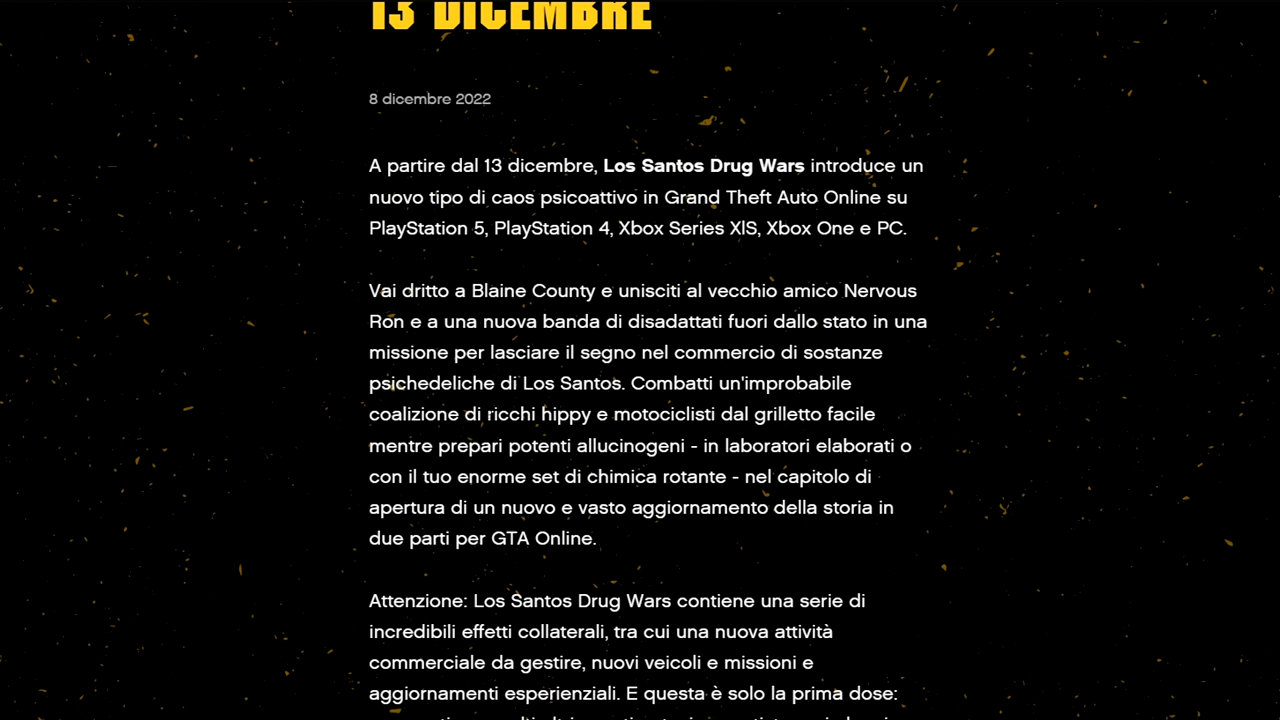 13 DICEMBRE
8 dicembre 2022
A partire dal 13 dicembre, Los Santos Drug Wars introduce un
nuovo tipo di caos psicoattivo in Grand Theft Auto Online su
PlayStation 5, PlayStation 4, Xbox Series X|S, Xbox One e PC.
Vai dritto a Blaine County e unisciti al vecchio amico Nervous
Ron e a una nuova banda di disadattati fuori dallo stato in una
missione per lasciare il segno nel commercio di sostanze
psichedeliche di Los Santos. Combatti un'improbabile
coalizione di ricchi hippy e motociclisti dal grilletto facile
mentre prepari potenti allucinogeni - in laboratori elaborati o
con il tuo enorme set di chimica rotante - nel capitolo di
apertura di un nuovo e vasto aggiornamento della storia in
due parti per GTA Online.
Attenzione: Los Santos Drug Wars contiene una serie di
incredibili effetti collaterali, tra cui una nuova attività
commerciale da gestire, nuovi veicoli e missioni e
aggiornamenti esperienziali. E questa è solo la prima dose: